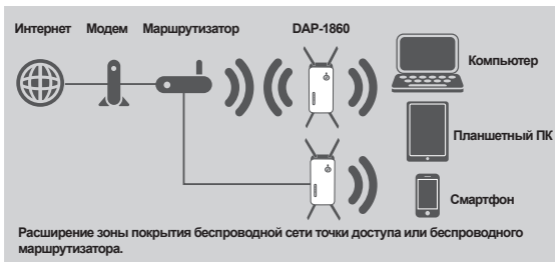 Интернет Модем Маршрутизатор DAP-1860
Компьютер
Планшетный ПК
Смартфон
Расширение зоны покрытия беспроводной сети точки доступа или беспроводного
маршрутизатора.